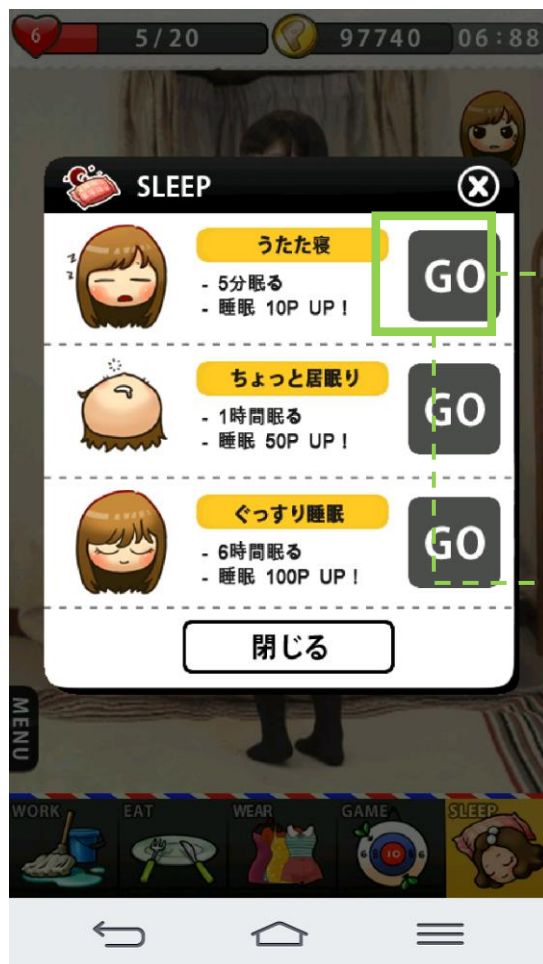 6
5/20
97740
06:88
SLEEP
うたた寝
- 5分眠る
- 睡眠 10P UP!
GO
ちょっと居眠り
- 1時間眠る
- 睡眠 50P UP!
GO
ぐっすり睡眠
- 6時間眠る
- 睡眠 100P UP!
GO
閉じる
MENU
WORK
EAT
WEAR
GAME
SLEEP